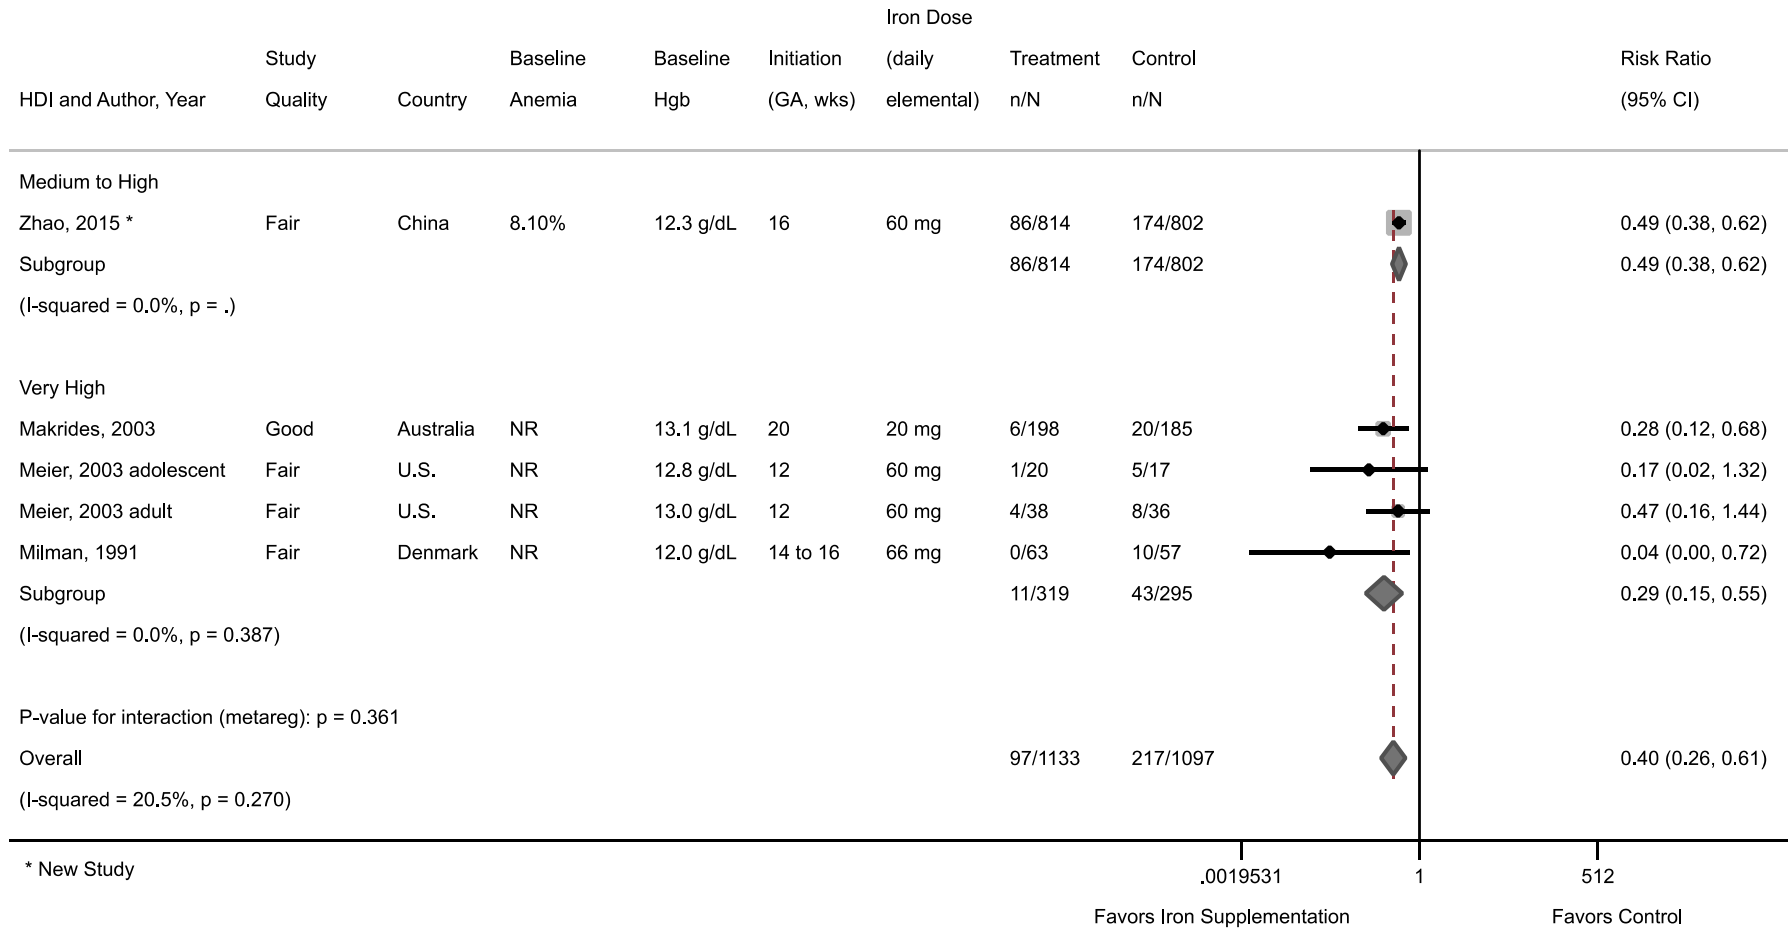 Iron Dose
Study Baseline Baseline Initiation (daily Treatment Control Risk Ratio
HDI and Author, Year Quality Country Anemia Hgb (GA, wks) elemental) n/N n/N (95% CI)
Medium to High
Zhao, 2015 * Fair China 8.10% 12.3 g/dL 16 60 mg 86/814 174/802 0.49 (0.38, 0.62)
Subgroup 86/814 174/802 0.49 (0.38, 0.62)
(I-squared = 0.0%, p = .)
Very High
Makrides, 2003 Good Australia NR 13.1 g/dL 20 20 mg 6/198 20/185 0.28 (0.12, 0.68)
Meier, 2003 adolescent Fair U.S. NR 12.8 g/dL 12 60 mg 1/20 5/17 0.17 (0.02, 1.32)
Meier, 2003 adult Fair U.S. NR 13.0 g/dL 12 60 mg 4/38 8/36 0.47 (0.16, 1.44)
Milman, 1991 Fair Denmark NR 12.0 g/dL 14 to 16 66 mg 0/63 10/57 0.04 (0.00, 0.72)
Subgroup 11/319 43/295 0.29 (0.15, 0.55)
(I-squared = 0.0%, p = 0.387)
P-value for interaction (metareg): p = 0.361
Overall 97/1133 217/1097 0.40 (0.26, 0.61)
(I-squared = 20.5%, p = 0.270)
* New Study
.0019531 1 512
Favors Iron Supplementation Favors Control